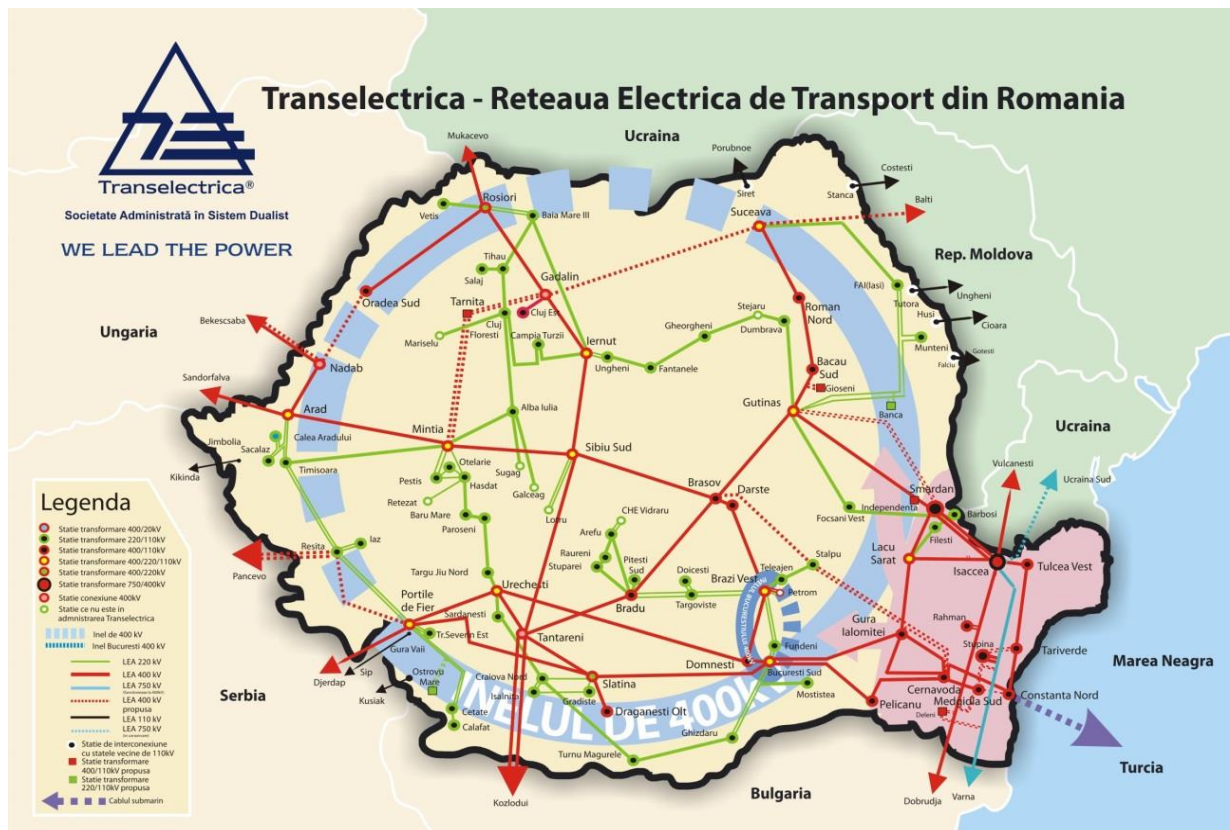 Transelectrica - Reteaua Electrica de Transport din Romania
Transelectrica®
Societate Administrată în Sistem Dualist
WE LEAD THE POWER
Ucraina
Mukacevo
Porubnoe
Siret
Costesti
Stanca
Balti
Rep. Moldova
Rosiori
Vetis
Baia Mare III
Suceava
Tihau
Salaj
Gadalin
Oradea Sud
Tarnita
Cluj Est
FAI(Iasi)
Tutora
Ungheni
Husi
Cioara
Ungaria
Bekescsaba
Mariselu
Cluj
Floresti
Campia Turzii
Iernut
Ungheni
Fantanele
Gheorgheni
Stejaru
Dumbrava
Roman
Nord
Bacau
Sud
Gioseni
Munteni
Gotesti
Falciu
Nadab
Sandorfalva
Arad
Calea Aradului
Jimbolia
Sacalaz
Kikinda
Timisoara
Mintia
Alba Iulia
Sibiu Sud
Gutinas
Banca
Ucraina
Otelarie
Pestis
Hasdat
Retezat
Baru Mare
Paroseni
Sugag
Galceag
Lotru
Brasov
Darste
CHE Vidraru
Arefu
Raureni
Stuparei
Pitesti
Sud
Focsani Vest
Smardan
Independenta
Vulcanesti
Ucraina Sud
Barbosi
Filesti
Lacu
Sarat
Isaccea
Tulcea Vest
Resita
Iaz
Pancevo
Targu Jiu Nord
Urechesti
Portile
de Fier
Sardanesti
Tr.Severin Est
Gura Vaii
Bradu
Doicesti
Targoviste
Brazi Vest
Teleajen
Stalpu
Petrom
INELUL BUCURESTIULUI
Gura
Ialomitei
Rahman
Stupina
Tariverde
Tantareni
Domnesti
Fundeni
Bucuresti Sud
Mostistea
Marea Neagra
Serbia
Djerdap
Sip
Kusiak
Ostrovu
Mare
Craiova Nord
Isalnita
Gradiste
Slatina
Draganesti Olt
Cetate
Calafat
INELUL DE 400KV
Turnu Magurele
Ghizdaru
Pelicanu
Cernavoda
Medgidia Sud
Deleni
Constanta Nord
Kozlodui
Bulgaria
Dobrudja
Varna
Turcia
Legenda
Statie transformare 400/20kV
Statie transformare 220/110kV
Statie transformare 400/110kV
Statie transformare 400/220/110kV
Statie transformare 400/220kV
Statie transformare 750/400kV
Statie conexiune 400kV
Statie ce nu este in
admnistrarea Transelectrica
Inel de 400 kV
Inel Bucuresti 400 kV
LEA 220 kV
LEA 400 kV
LEA 750 kV
LEA 400 kV
propusa
LEA 110 kV
LEA 750 kV
Statie de interconexiune
cu statele vecine de 110kV
Statie transformare
400/110kV propusa
Statie transformare
220/110kV propusa
Cablul submarin